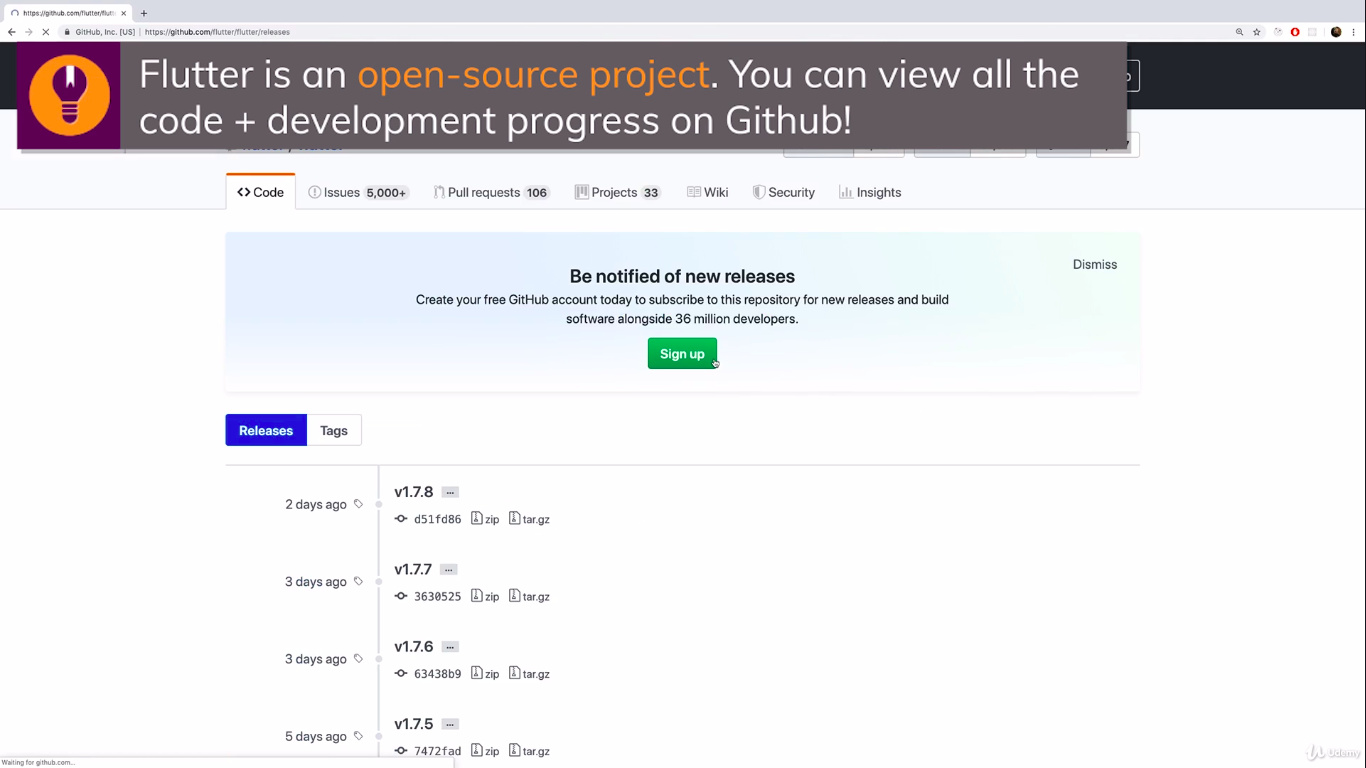 https://github.com/flutter/flutt
GitHub, Inc. [US] https://github.com/flutter/flutter/releases
Flutter is an open-source project. You can view all the
code + development progress on Github!
Code Issues 5,000+ Pull requests 106 Projects 33 Wiki Security Insights
Be notified of new releases
Dismiss
Create your free GitHub account today to subscribe to this repository for new releases and build
software alongside 36 million developers.
Sign up
Releases Tags
v1.7.8 ...
2 days ago
d51fd86 zip tar.gz
v1.7.7 ...
3 days ago
3630525 zip tar.gz
v1.7.6 ...
3 days ago
63438b9 zip tar.gz
v1.7.5 ...
5 days ago
7472fad zip tar.gz
Waiting for github.com...
Udemy